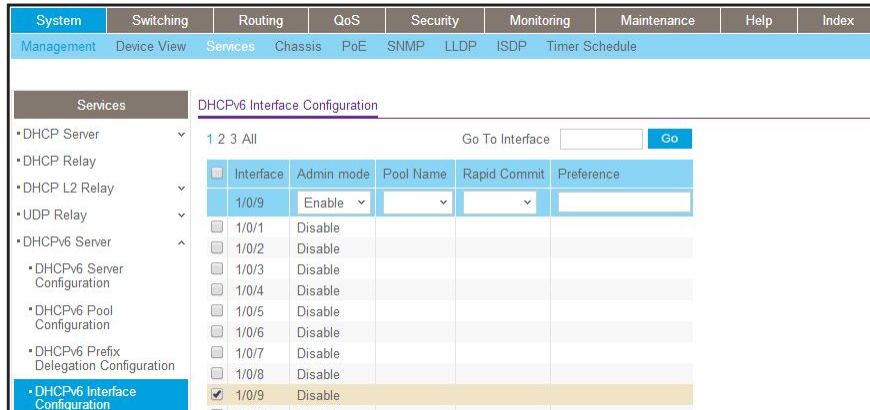 System Switching Routing QoS Security Monitoring Maintenance Help Index
Management Device View Services Chassis PoE SNMP LLDP ISDP Timer Schedule
Services
DHCP Server
DHCP Relay
DHCP L2 Relay
UDP Relay
DHCPv6 Server
DHCPv6 Server
Configuration
DHCPv6 Pool
Configuration
DHCPv6 Prefix
Delegation Configuration
DHCPv6 Interface
Configuration
DHCPv6 Interface Configuration
1 2 3 All Go To Interface Go
Interface Admin mode Pool Name Rapid Commit Preference
1/0/9 Enable
1/0/1 Disable
1/0/2 Disable
1/0/3 Disable
1/0/4 Disable
1/0/5 Disable
1/0/6 Disable
1/0/7 Disable
1/0/8 Disable
1/0/9 Disable